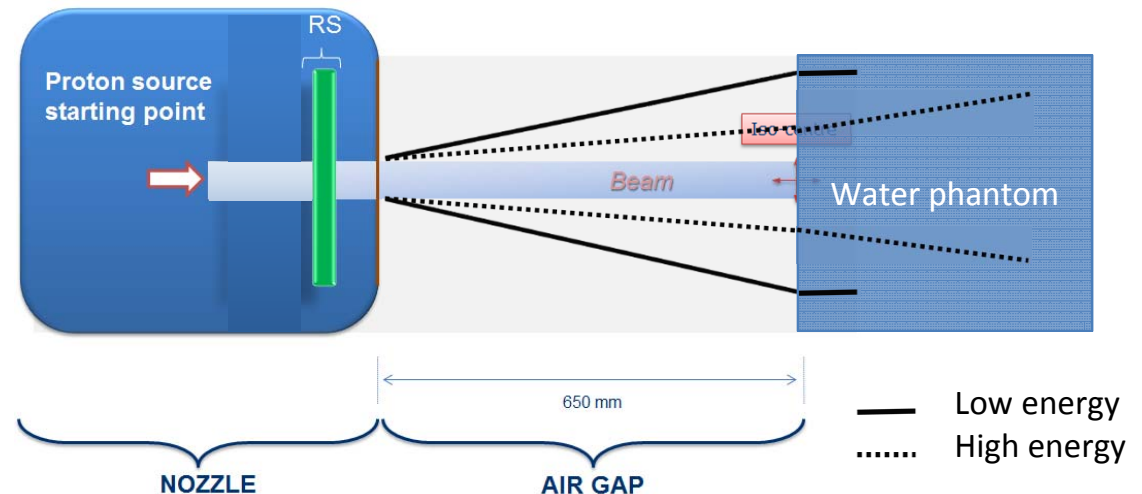 RS
Proton source
starting point
Beam
Water phantom
650 mm
Low energy
High energy
NOZZLE
AIR GAP